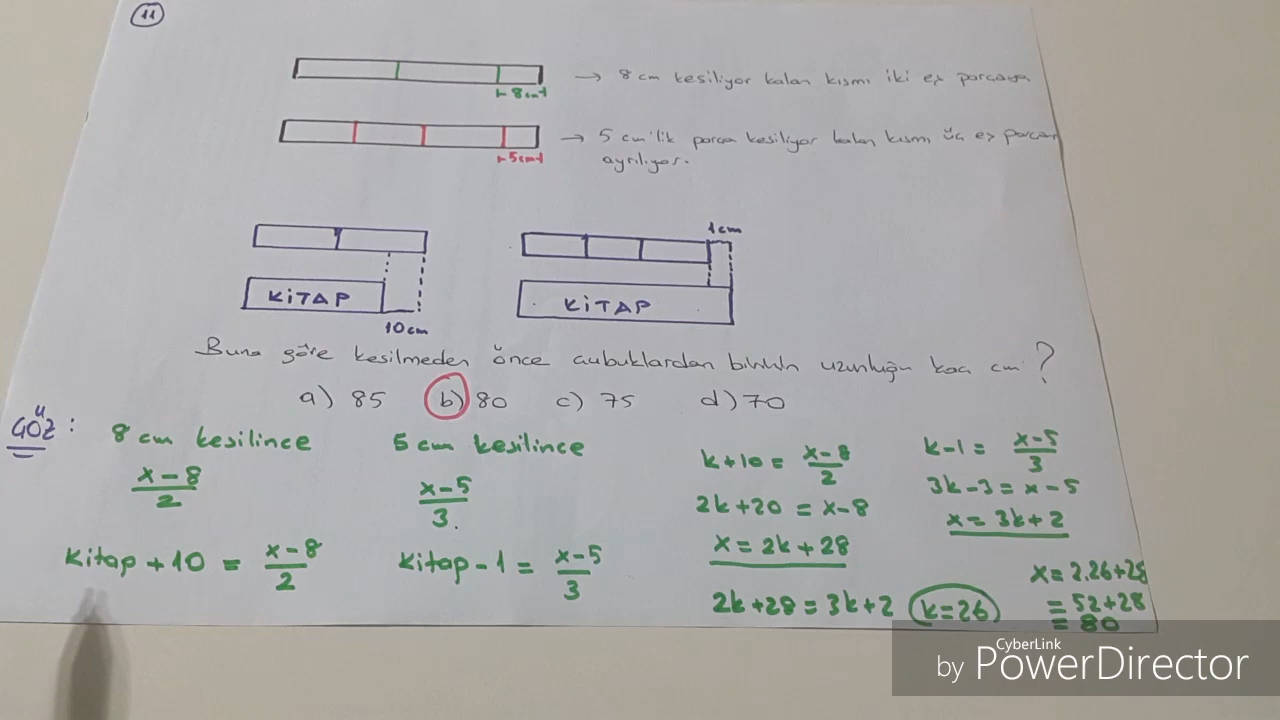 11
→ 8 cm kesiliyor kalan kısmı iki eş parçaya
⊢8cm⊣
→ 5 cm'lik parça kesiliyor kalan kısmı üç eş parçaya
ayrılıyor.
⊢5cm⊣
1cm
KİTAP
KİTAP
10cm
Buna göre kesilmeden önce çubuklardan birinin uzunluğu kaç cm?
a) 85 b) 80 c) 75 d) 70
ÇÖZÜ:
8 cm kesilince
x-8/2
5 cm kesilince
x-5/3.
Kitap + 10 = x-8/2
Kitap - 1 = x-5/3
k+10 = x-8/2
2k+20 = x-8
x = 2k+28
k-1 = x-5/3
3k-3 = x-5
x = 3k+2
2k+28 = 3k+2 k=26
x=2.26+28
= 52+28
= 80
CyberLink
by PowerDirector